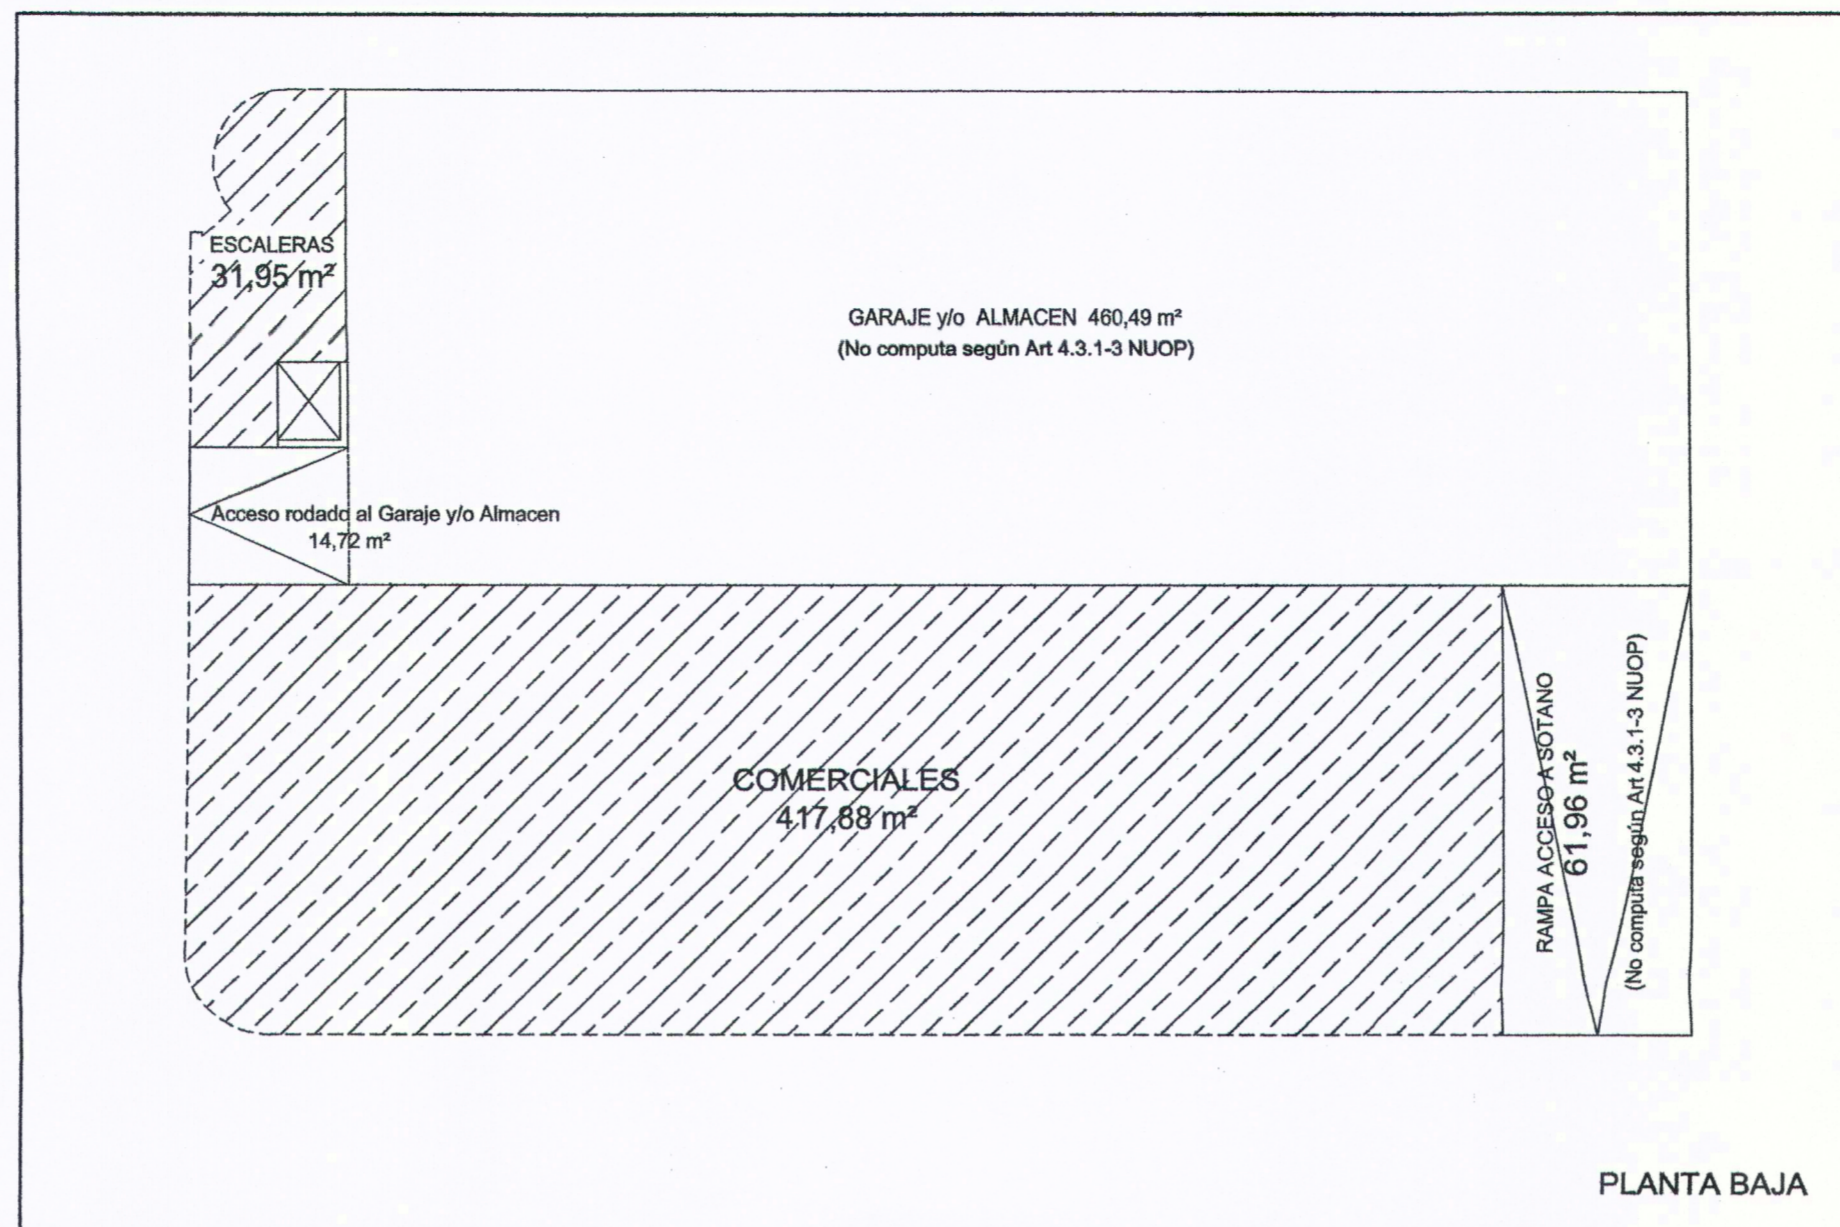 ESCALERAS
31,95 m²
GARAJE y/o ALMACEN 460,49 m²
(No computa según Art 4.3.1-3 NUOP)
Acceso rodado al Garaje y/o Almacen
14,72 m²
COMERCIALES
417,88 m²
RAMPA ACCESO A SOTANO
61,96 m²
(No computa según Art 4.3.1-3 NUOP)
PLANTA BAJA